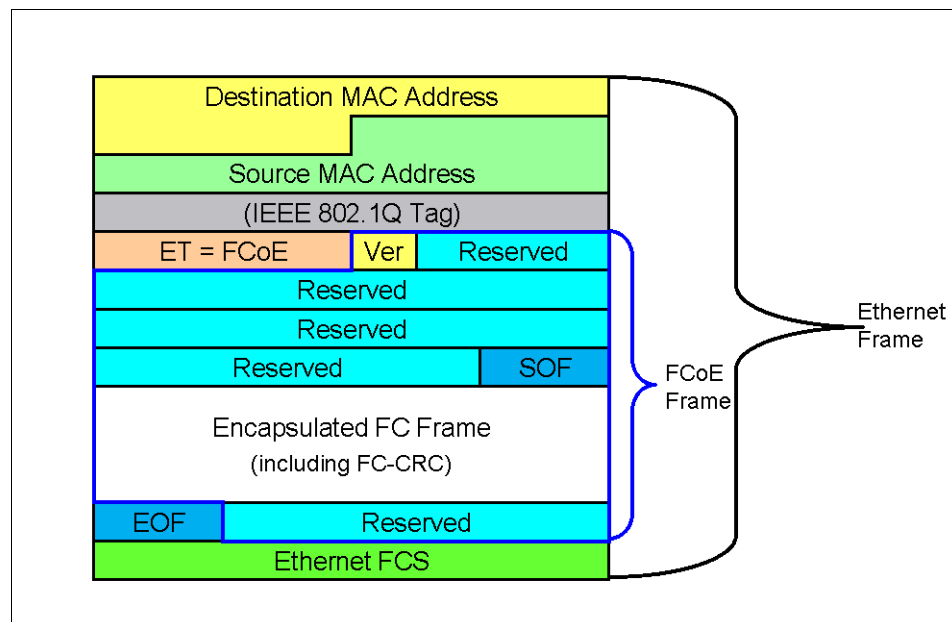 Destination MAC Address
Source MAC Address
(IEEE 802.1Q Tag)
ET = FCoE Ver Reserved
Reserved
Reserved
Reserved SOF
Encapsulated FC Frame
(including FC-CRC)
EOF Reserved
Ethernet FCS
FCoE
Frame
Ethernet
Frame